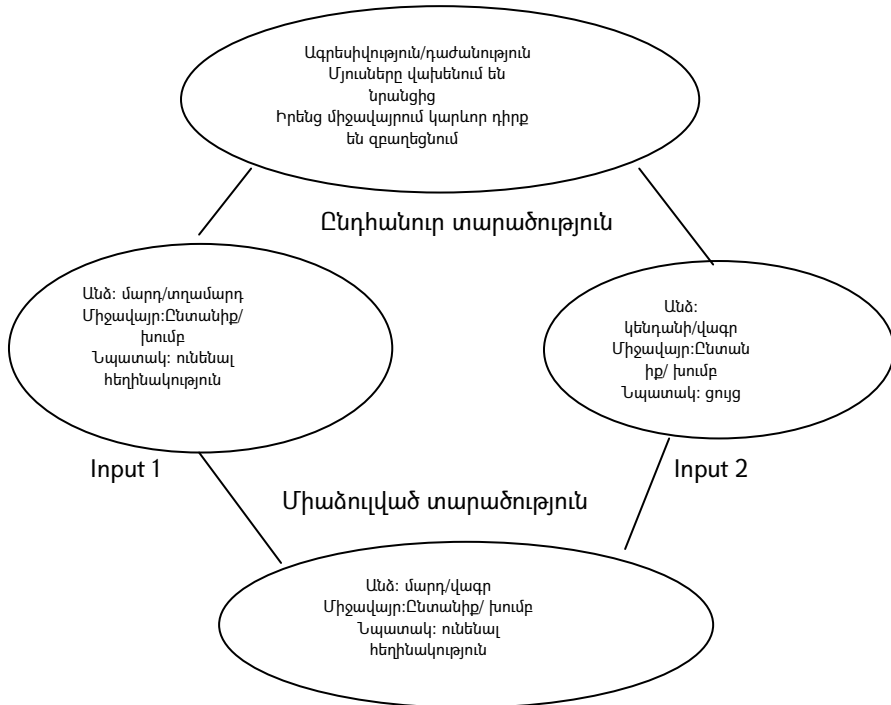 Ագրեսիվություն/դաժանություն
Մյուսները վախենում են
նրանցից
Իրենց միջավայրում կարևոր դիրք
են զբաղեցնում
Ընդհանուր տարածություն
Անձ: մարդ/տղամարդ
Միջավայր:Ընտանիք/
խումբ
Նպատակ: ունենալ
հեղինակություն
Input 1
Անձ:
կենդանի/վագր
Միջավայր:Ընտան
իք/ խումբ
Նպատակ: ցույց
Input 2
Միաձուլված տարածություն
Անձ: մարդ/վագր
Միջավայր:Ընտանիք/ խումբ
Նպատակ: ունենալ
հեղինակություն